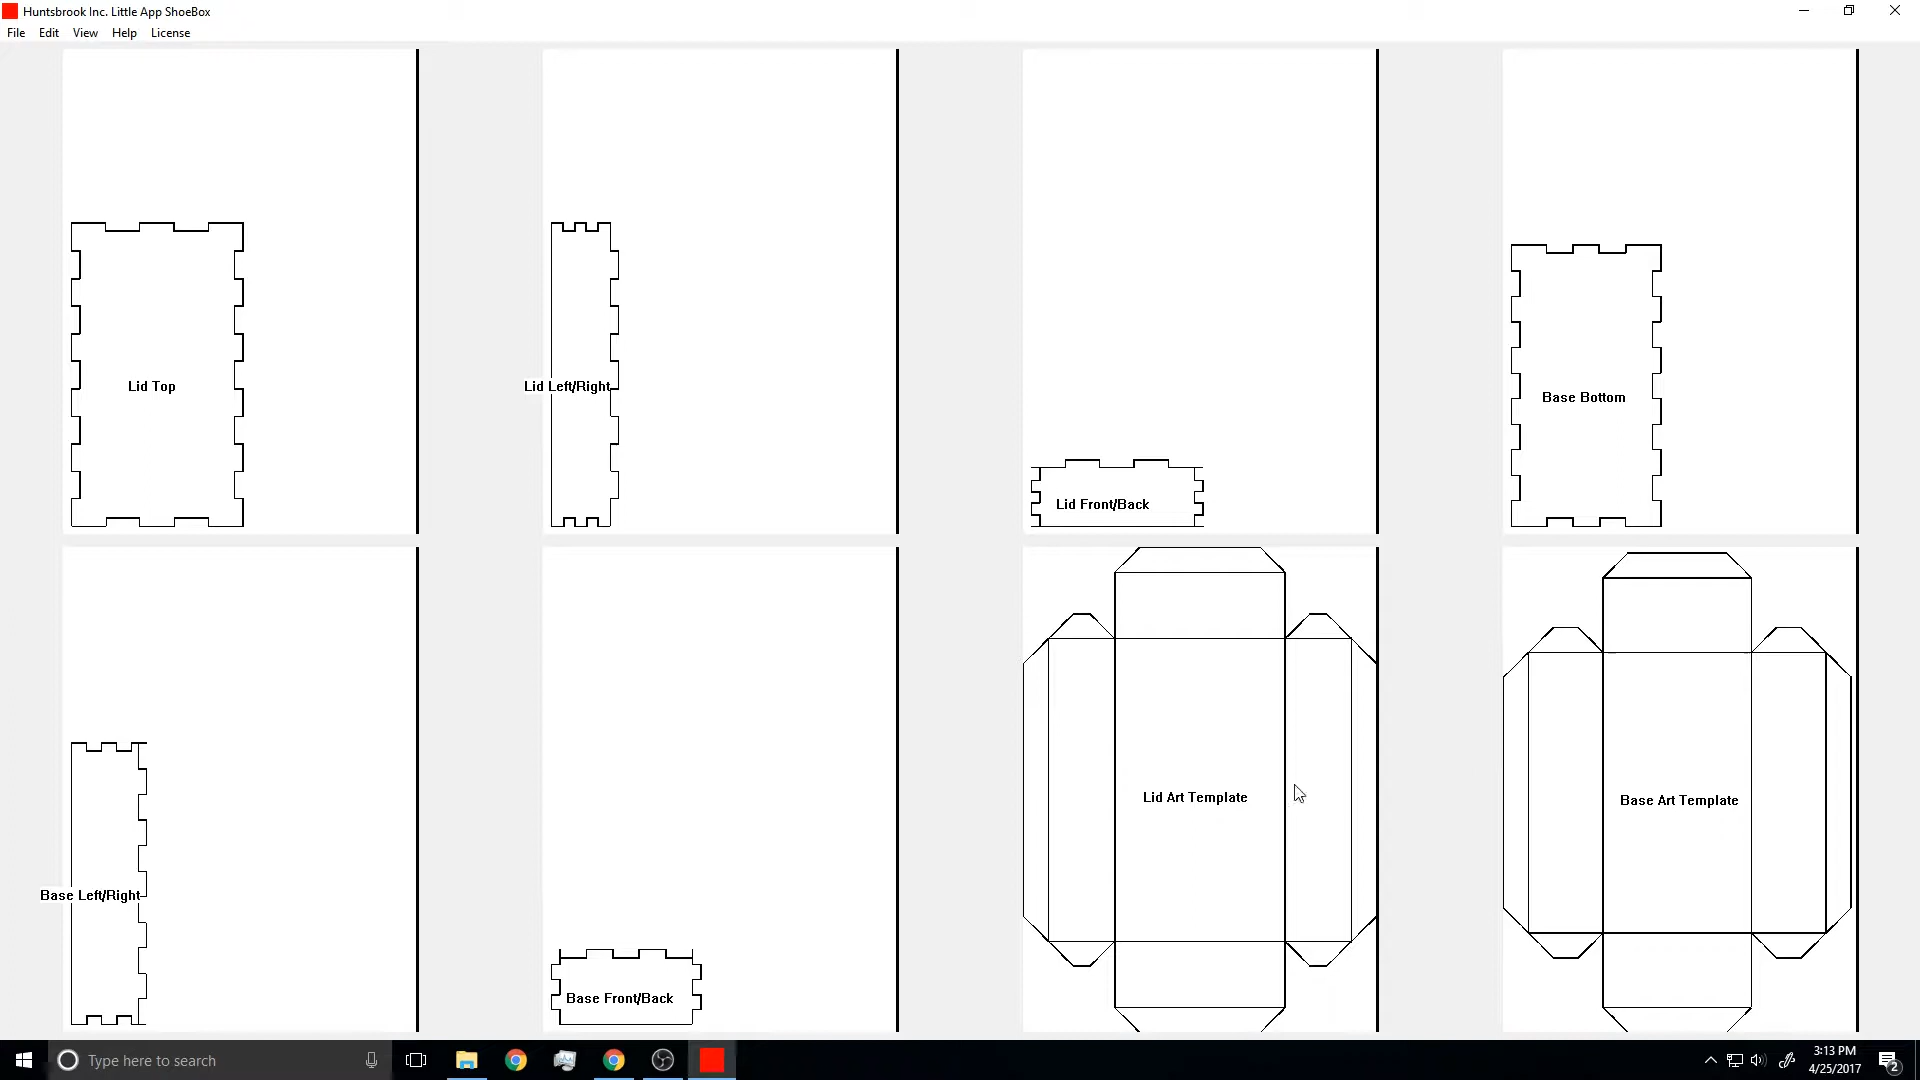 Huntsbrook Inc. Little App ShoeBox
File Edit View Help License
Lid Top
Lid Left/Right
Lid Front/Back
Base Bottom
Base Left/Right
Base Front/Back
Lid Art Template
Base Art Template
Type here to search
3:13 PM
4/25/2017
2